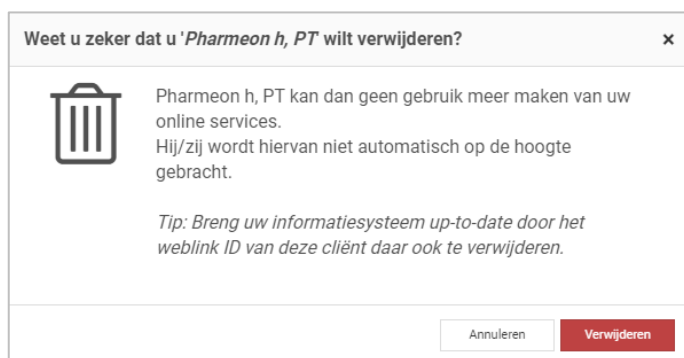 Weet u zeker dat u 'Pharmeon h, PT' wilt verwijderen? ×
Pharmeon h, PT kan dan geen gebruik meer maken van uw
online services.
Hij/zij wordt hiervan niet automatisch op de hoogte
gebracht.
Tip: Breng uw informatiesysteem up-to-date door het
weblink ID van deze cliënt daar ook te verwijderen.
Annuleren
Verwijderen